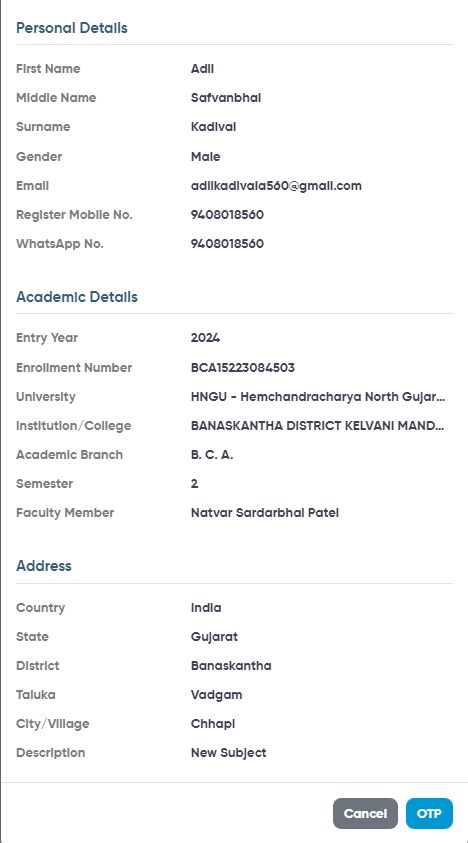 Personal Details
First Name Adil
Middle Name Safvanbhai
Surname Kadival
Gender Male
Email adilkadivala560@gmail.com
Register Mobile No. 9408018560
WhatsApp No. 9408018560
Academic Details
Entry Year 2024
Enrollment Number BCA15223084503
University HNGU - Hemchandracharya North Gujar...
Institution/College BANASKANTHA DISTRICT KELVANI MAND...
Academic Branch B. C. A.
Semester 2
Faculty Member Natvar Sardarbhai Patel
Address
Country India
State Gujarat
District Banaskantha
Taluka Vadgam
City/Village Chhapi
Description New Subject
Cancel OTP